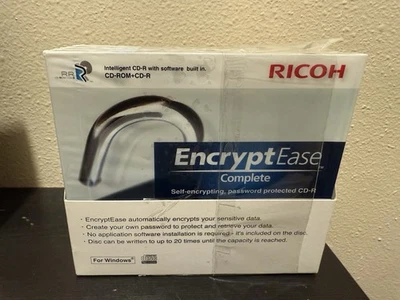 Intelligent CD-R with software built in.
CD-ROM+CD-R
RICOH
EncryptEase™
Complete
Self-encrypting, password protected CD-R
• EncryptEase automatically encrypts your sensitive data.
• Create your own password to protect and retrieve your data.
• No application software installation is required - it's included on the disc.
• Disc can be written to up to 20 times until the capacity is reached.
For Windows®